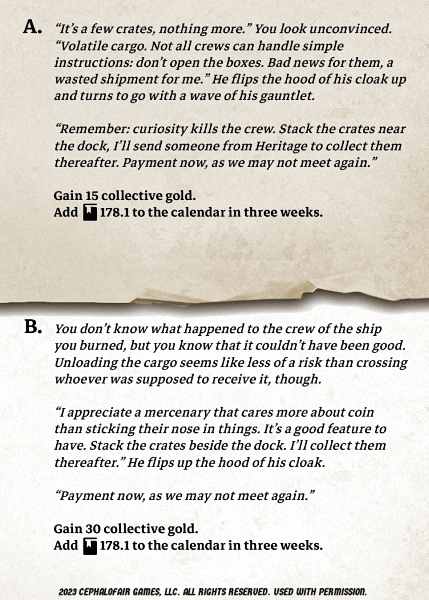 A. “It’s a few crates, nothing more.” You look unconvinced.
“Volatile cargo. Not all crews can handle simple
instructions: don’t open the boxes. Bad news for them, a
wasted shipment for me.” He flips the hood of his cloak up
and turns to go with a wave of his gauntlet.
“Remember: curiosity kills the crew. Stack the crates near
the dock, I’ll send someone from Heritage to collect them
thereafter. Payment now, as we may not meet again.”
Gain 15 collective gold.
Add 178.1 to the calendar in three weeks.
B. You don’t know what happened to the crew of the ship
you burned, but you know that it couldn’t have been good.
Unloading the cargo seems like less of a risk than crossing
whoever was supposed to receive it, though.
“I appreciate a mercenary that cares more about coin
than sticking their nose in things. It’s a good feature to
have. Stack the crates beside the dock. I’ll collect them
thereafter.” He flips up the hood of his cloak.
“Payment now, as we may not meet again.”
Gain 30 collective gold.
Add 178.1 to the calendar in three weeks.
2023 CEPHALOFAIR GAMES, LLC. ALL RIGHTS RESERVED. USED WITH PERMISSION.